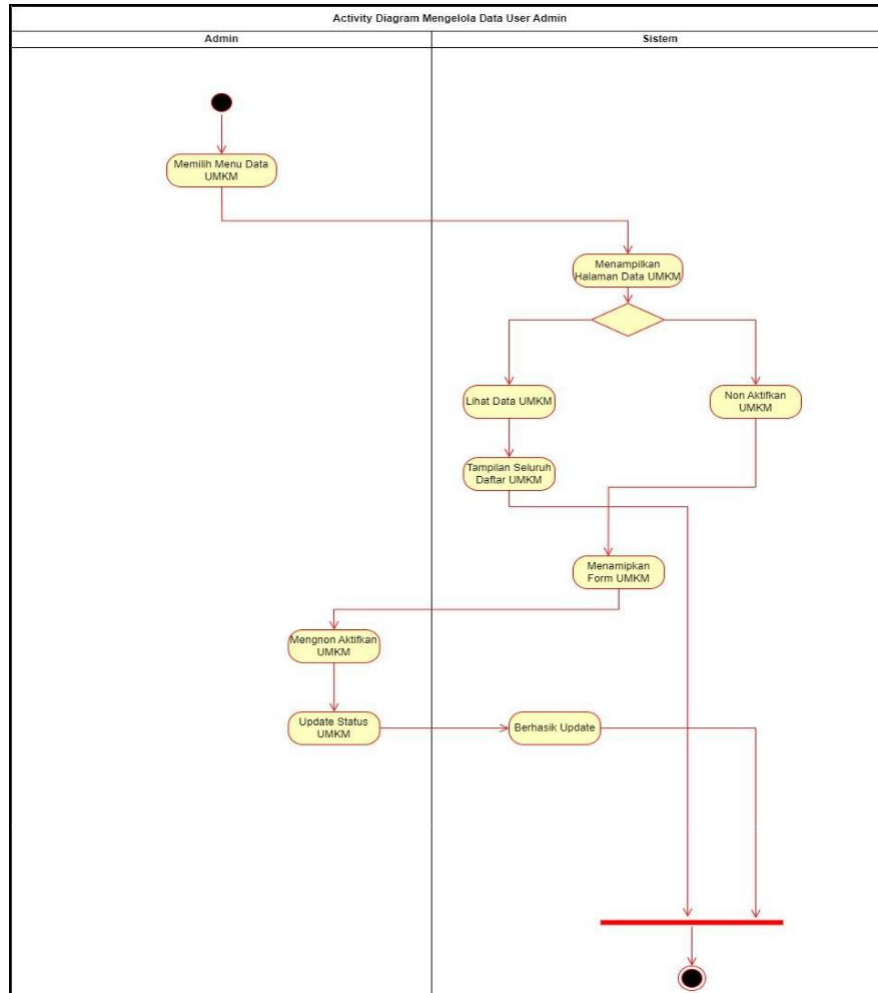 Activity Diagram Mengelola Data User Admin
Admin
Sistem
Memilih Menu Data
UMKM
Menampilkan
Halaman Data UMKM
Lihat Data UMKM
Non Aktifkan
UMKM
Tampilan Seluruh
Daftar UMKM
Menamipkan
Form UMKM
Mengnon Aktifkan
UMKM
Update Status
UMKM
Berhasik Update